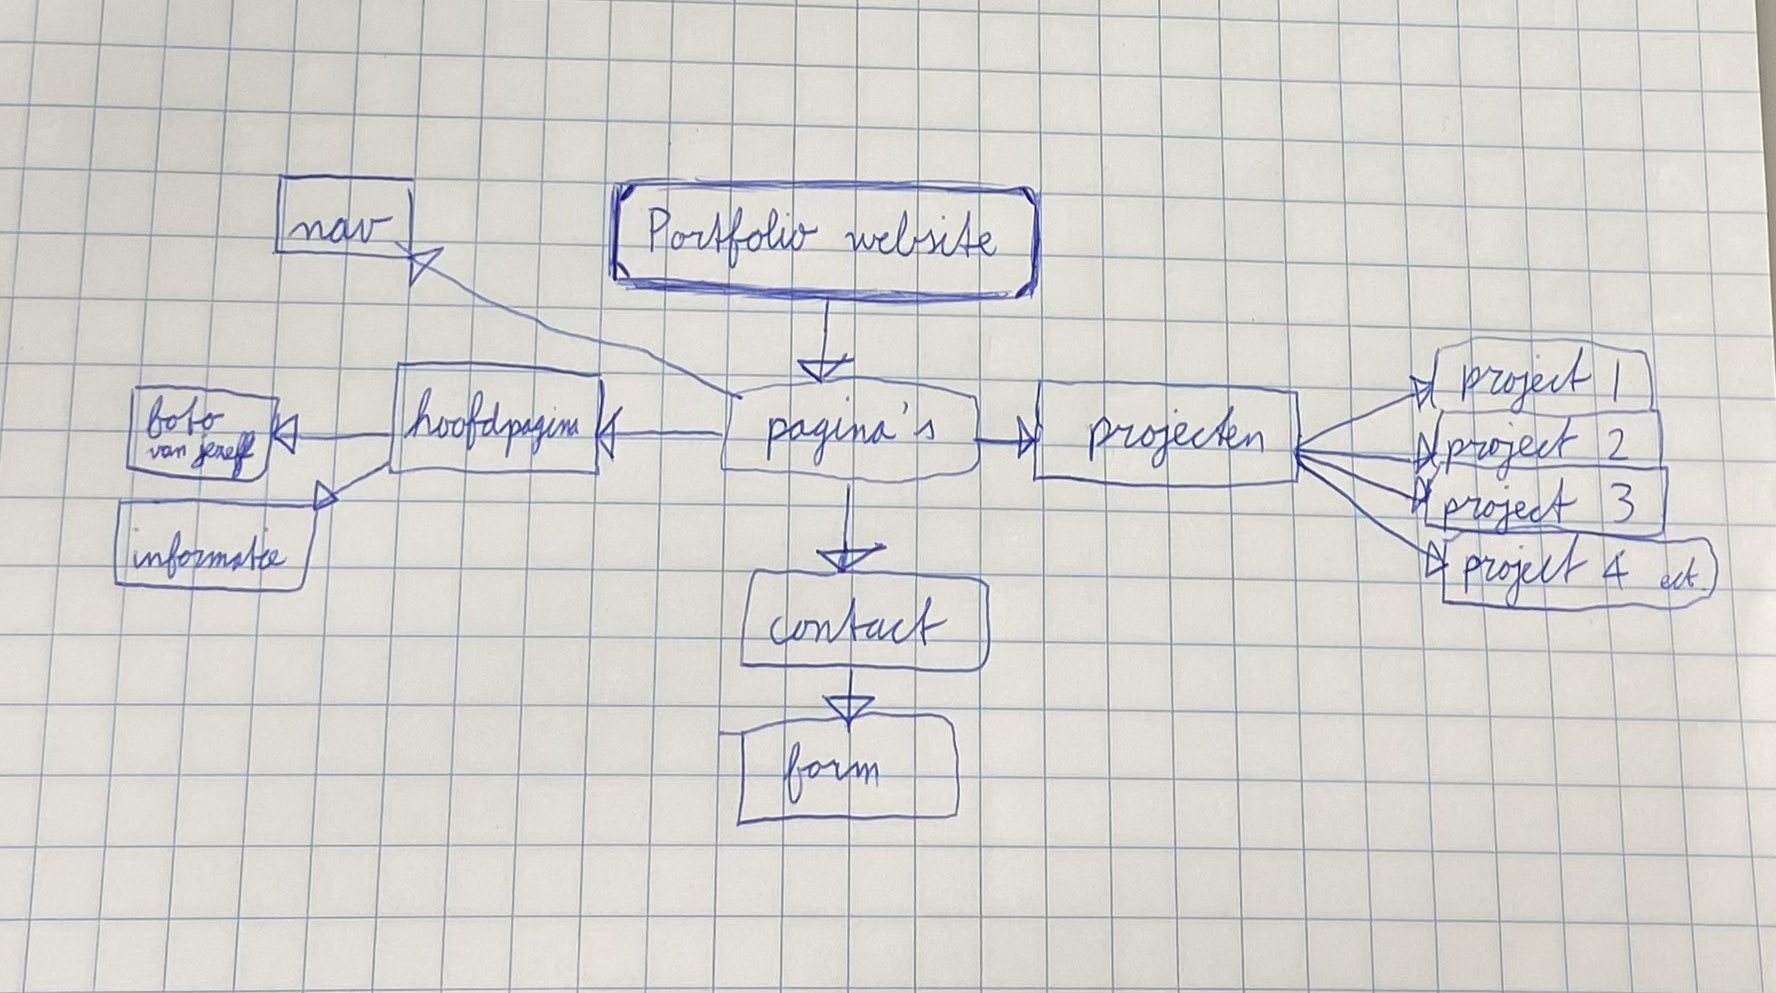 nav
Portfolio website
foto
van jezelf
hoofdpagina
pagina's
projecten
project 1
project 2
project 3
project 4 ect.
informatie
contact
form